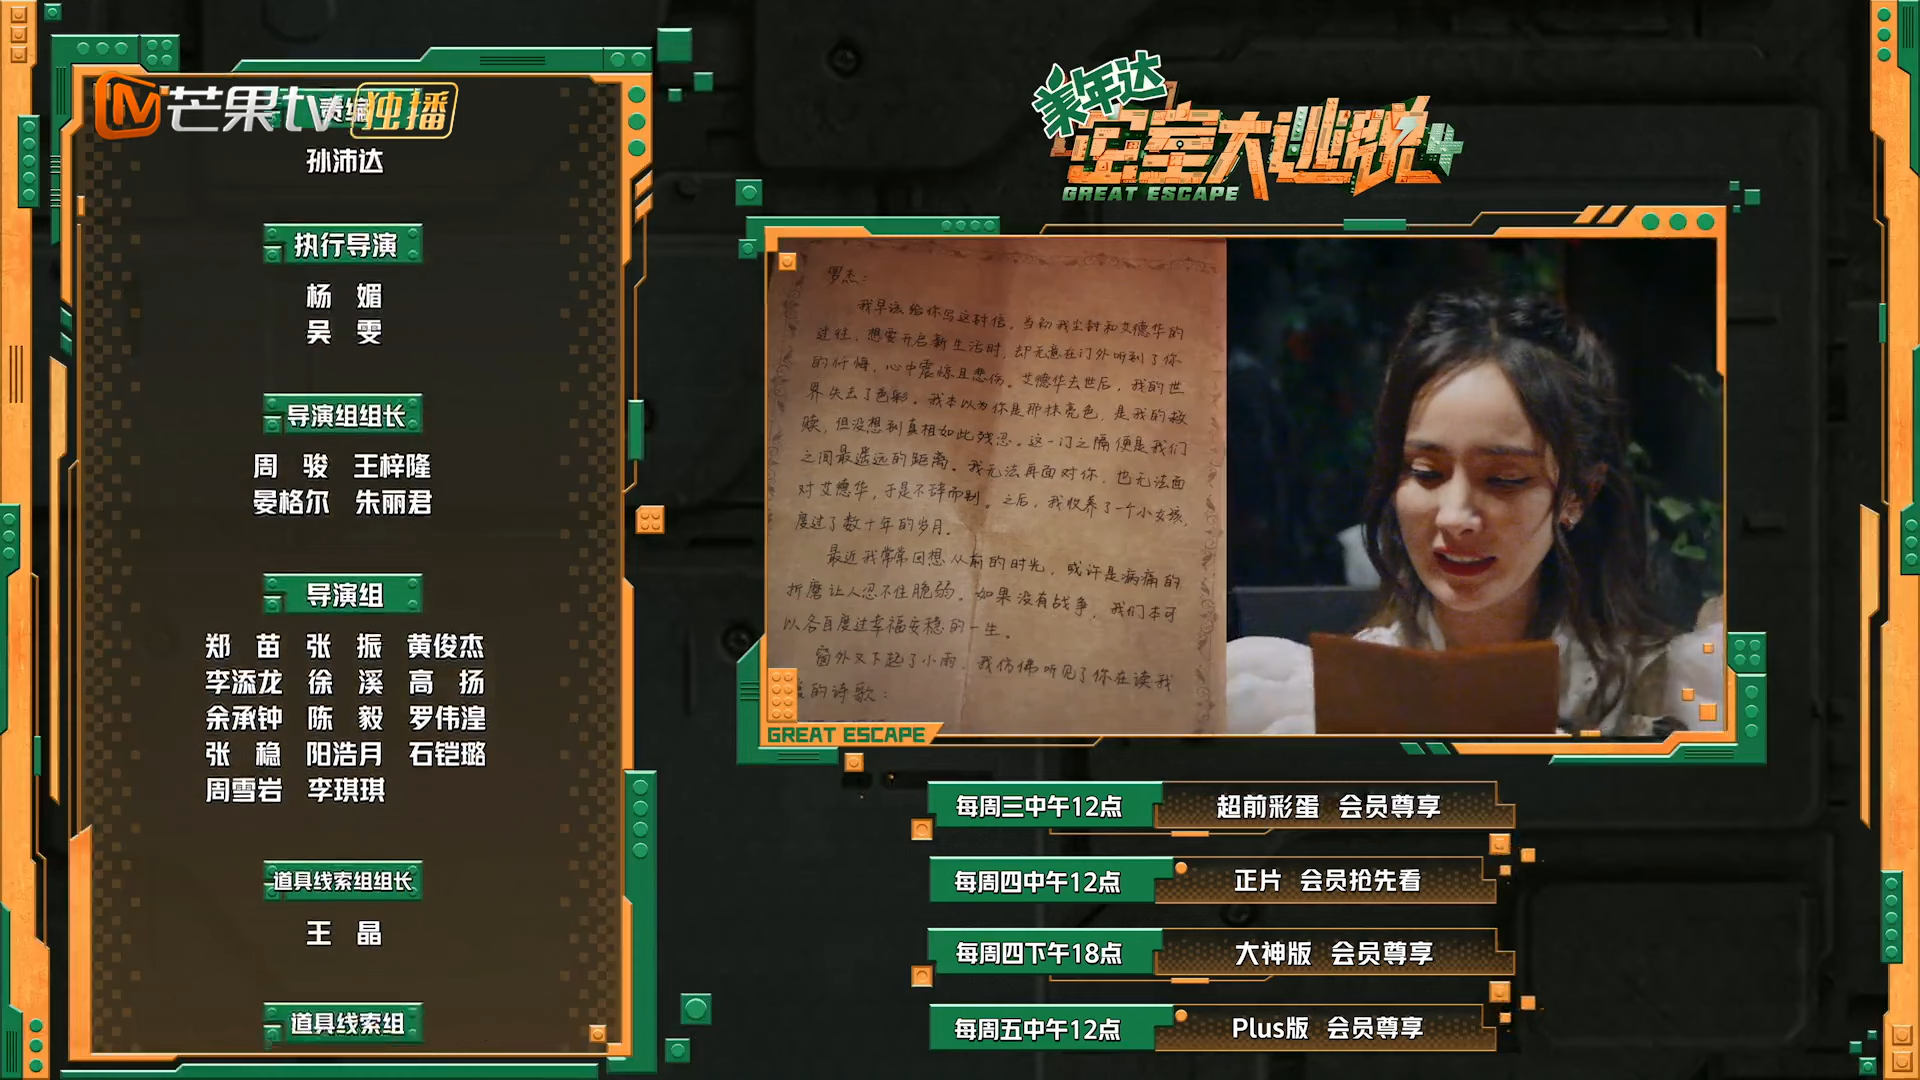 芒果tv 独播
责编
孙沛达
执行导演
杨 媚
吴 雯
导演组组长
周 骏 王梓隆
晏格尔 朱丽君
导演组
郑 苗 张 振 黄俊杰
李添龙 徐 溪 高 扬
余承钟 陈 毅 罗伟湟
张 稳 阳浩月 石铠璐
周雪岩 李琪琪
道具线索组组长
王 晶
道具线索组
美年达
密室大逃脱
GREAT ESCAPE
罗杰：
我早该给你写这封信。当初我尘封和艾德华的
过往，想要开启新生活时，却无意在门外听到了你
的忏悔，心中震惊且悲伤。艾德华去世后，我的世
界失去了色彩。我本以为你是那抹亮色，是我的救
赎，但没想到真相如此残忍。这一门之隔便是我们
之间最遥远的距离。我无法再面对你，也无法面
对艾德华，于是不辞而别。之后，我收养了一个小女孩，
度过了数十年的岁月。
最近我常常回想从前的时光，或许是病痛的
折磨让人忍不住脆弱。如果没有战争，我们本可
以各自度过幸福安稳的一生。
窗外又下起了小雨，我仿佛听见了你在读我
的诗歌：
GREAT ESCAPE
每周三中午12点 超前彩蛋 会员尊享
每周四中午12点 正片 会员抢先看
每周四下午18点 大神版 会员尊享
每周五中午12点 Plus版 会员尊享